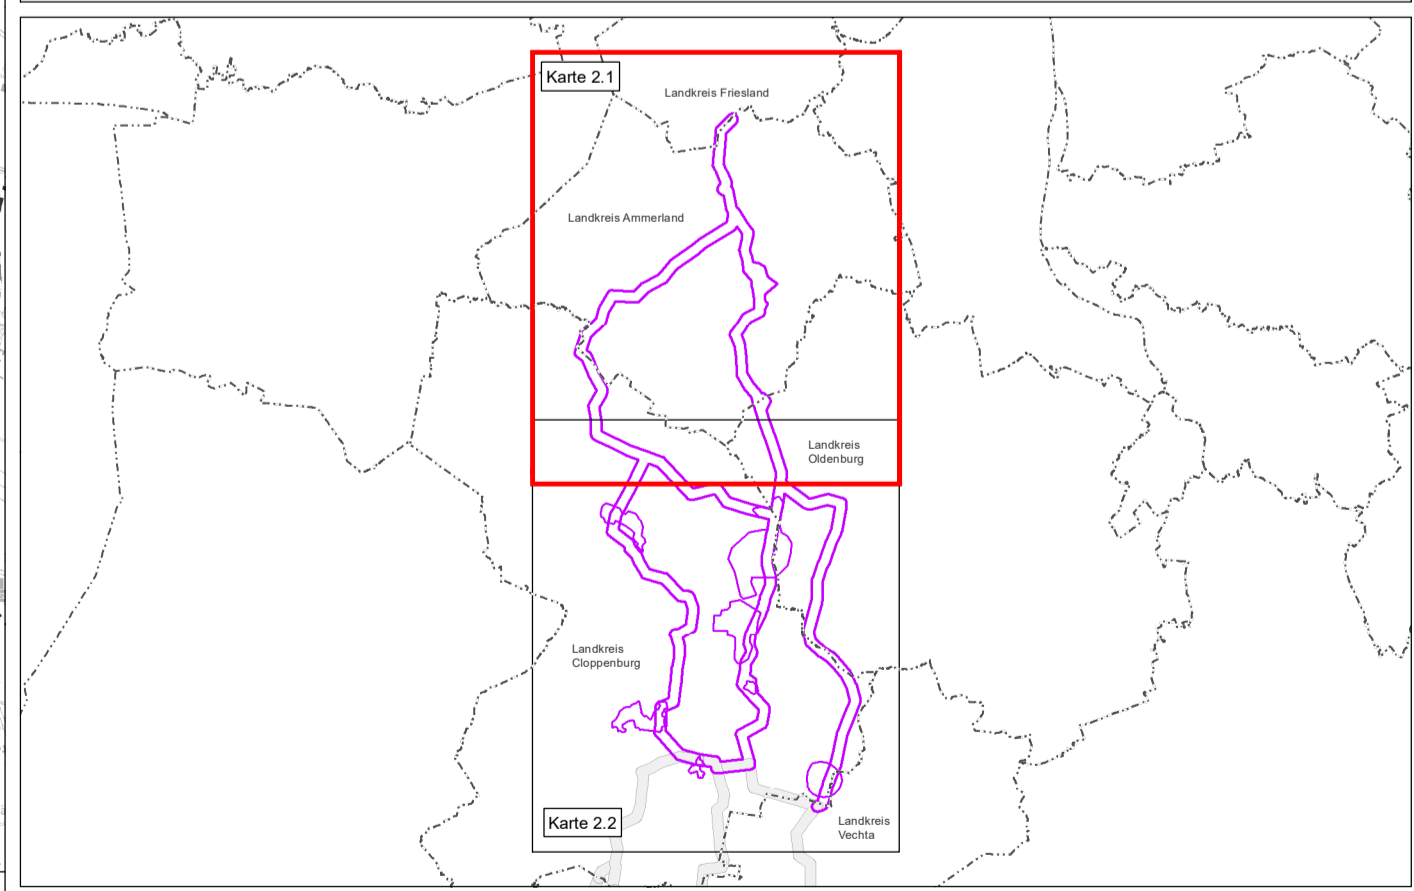 Karte 2.1
Landkreis Friesland
Landkreis Ammerland
Landkreis
Oldenburg
Landkreis
Cloppenburg
Karte 2.2
Landkreis
Vechta